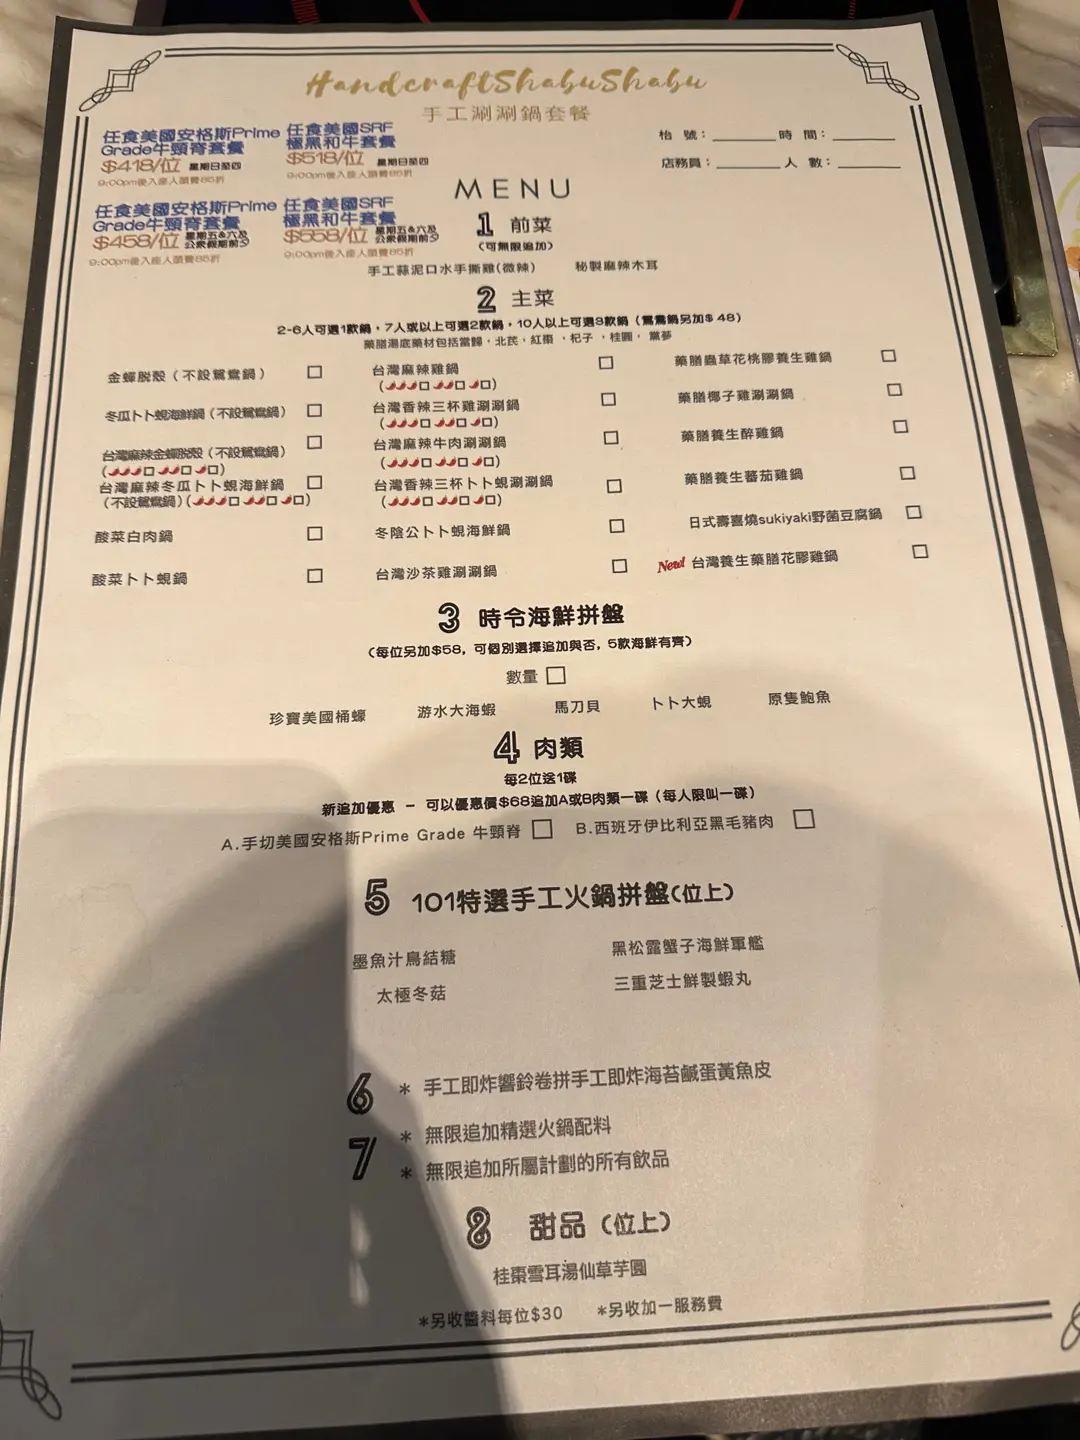 HandcraftShabuShabu
手工涮涮鍋套餐
任食美國安格斯Prime
Grade牛頸脊套餐
$418/位 星期日至四
9:00pm後入座人頭費85折
任食美國SRF
極黑和牛套餐
$518/位 星期日至四
9:00pm後入座人頭費85折
枱 號：______ 時 間：______
店務員：______ 人 數：______
任食美國安格斯Prime
Grade牛頸脊套餐
$458/位 星期五&六及
公眾假期前夕
9:00pm後入座人頭費85折
任食美國SRF
極黑和牛套餐
$558/位 星期五&六及
公眾假期前夕
9:00pm後入座人頭費85折
MENU
1 前菜
(可無限追加)
手工蒜泥口水手撕雞(微辣) 秘製麻辣木耳
2 主菜
2-6人可選1款鍋，7人或以上可選2款鍋，10人以上可選3款鍋（鴛鴦鍋另加$ 48)
藥膳湯底藥材包括當歸，北芪，紅棗 ，杞子 ，桂圓， 黨蔘
金蟬脫殼（不設鴛鴦鍋）
冬瓜卜卜蜆海鮮鍋（不設鴛鴦鍋）
台灣麻辣金蟬脫殼（不設鴛鴦鍋）
台灣麻辣冬瓜卜卜蜆海鮮鍋
（不設鴛鴦鍋）
酸菜白肉鍋
酸菜卜卜蜆鍋
台灣麻辣雞鍋
台灣香辣三杯雞涮涮鍋
台灣麻辣牛肉涮涮鍋
台灣香辣三杯卜卜蜆涮涮鍋
冬陰公卜卜蜆海鮮鍋
台灣沙茶雞涮涮鍋
藥膳蟲草花桃膠養生雞鍋
藥膳椰子雞涮涮鍋
藥膳養生醉雞鍋
藥膳養生蕃茄雞鍋
日式壽喜燒sukiyaki野菌豆腐鍋
New! 台灣養生藥膳花膠雞鍋
3 時令海鮮拼盤
(每位另加$58, 可個別選擇追加與否, 5款海鮮有齊)
數量
珍寶美國桶蠔 游水大海蝦 馬刀貝 卜卜大蜆 原隻鮑魚
4 肉類
每2位送1碟
新追加優惠 － 可以優惠價$68追加A或B肉類一碟（每人限叫一碟）
A.手切美國安格斯Prime Grade 牛頸脊 B.西班牙伊比利亞黑毛豬肉
5 101特選手工火鍋拼盤(位上)
墨魚汁鳥結糖 黑松露蟹子海鮮軍艦
太極冬菇 三重芝士鮮製蝦丸
6 * 手工即炸響鈴卷拼手工即炸海苔鹹蛋黃魚皮
7 * 無限追加精選火鍋配料
* 無限追加所屬計劃的所有飲品
8 甜品（位上）
桂棗雪耳湯仙草芋圓
*另收醬料每位$30 *另收加一服務費